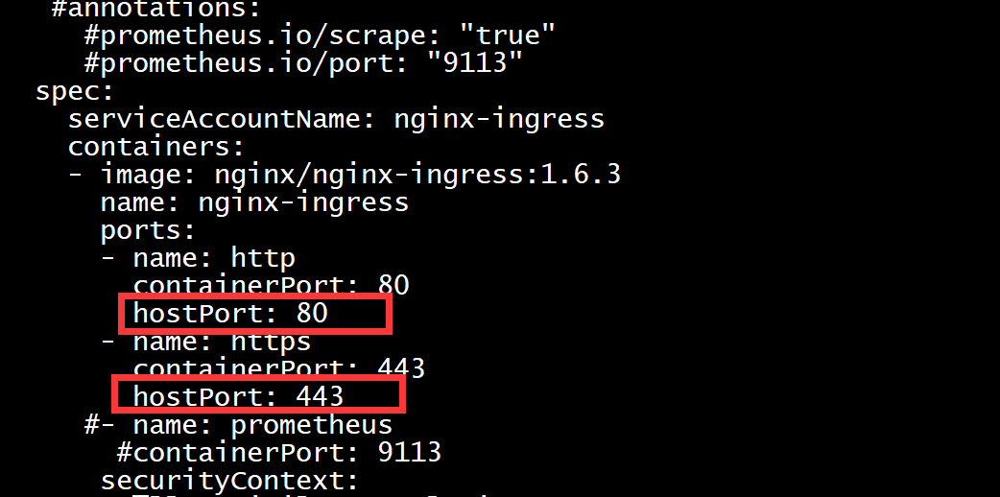 #annotations:
#prometheus.io/scrape: "true"
#prometheus.io/port: "9113"
spec:
serviceAccountName: nginx-ingress
containers:
- image: nginx/nginx-ingress:1.6.3
name: nginx-ingress
ports:
- name: http
containerPort: 80
hostPort: 80
- name: https
containerPort: 443
hostPort: 443
#- name: prometheus
#containerPort: 9113
securityContext: